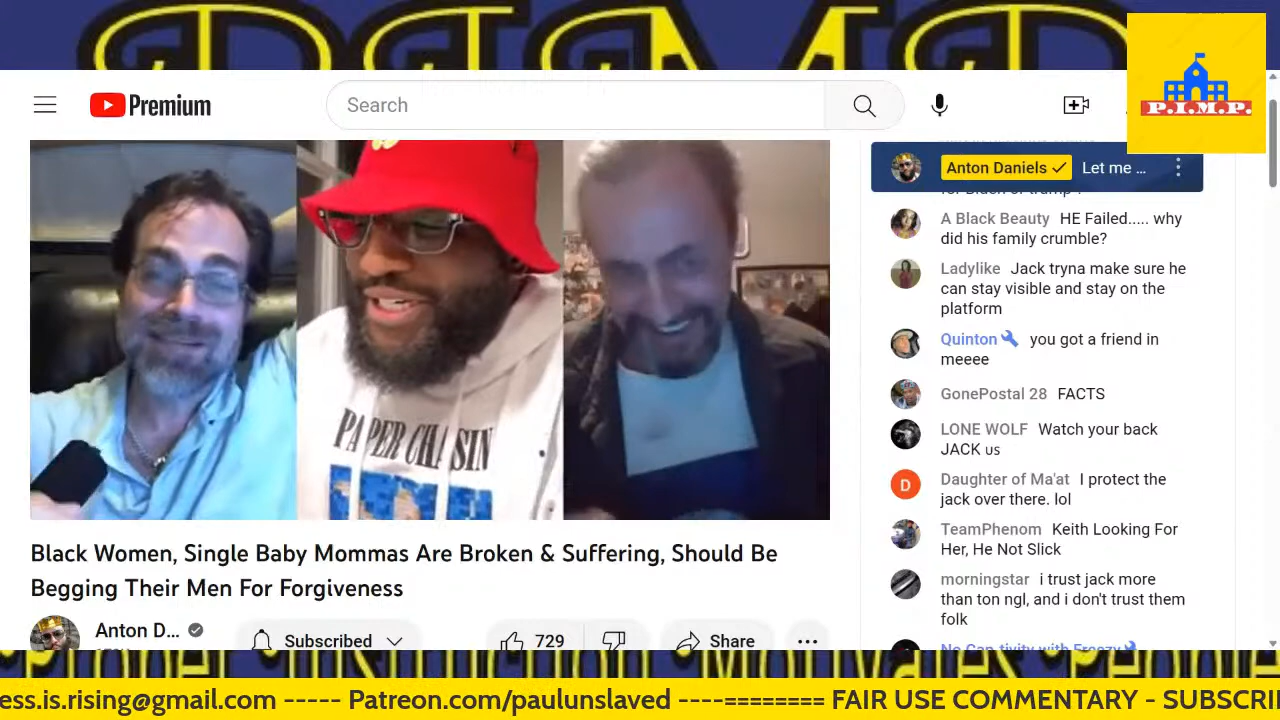 P.I.M.P.
Premium
Search
P.I.M.P.
Anton Daniels Let me ...
A Black Beauty HE Failed..... why
did his family crumble?
Ladylike Jack tryna make sure he
can stay visible and stay on the
platform
Quinton you got a friend in
meeee
GonePostal 28 FACTS
LONE WOLF Watch your back
JACK us
Daughter of Ma'at I protect the
jack over there. lol
TeamPhenom Keith Looking For
Her, He Not Slick
morningstar i trust jack more
than ton ngl, and i don't trust them
folk
PAPER CHASIN
Black Women, Single Baby Mommas Are Broken & Suffering, Should Be
Begging Their Men For Forgiveness
Anton D...
Subscribed
729
Share
ess.is.rising@gmail.com ----- Patreon.com/paulunslaved ----======== FAIR USE COMMENTARY - SUBSCRI